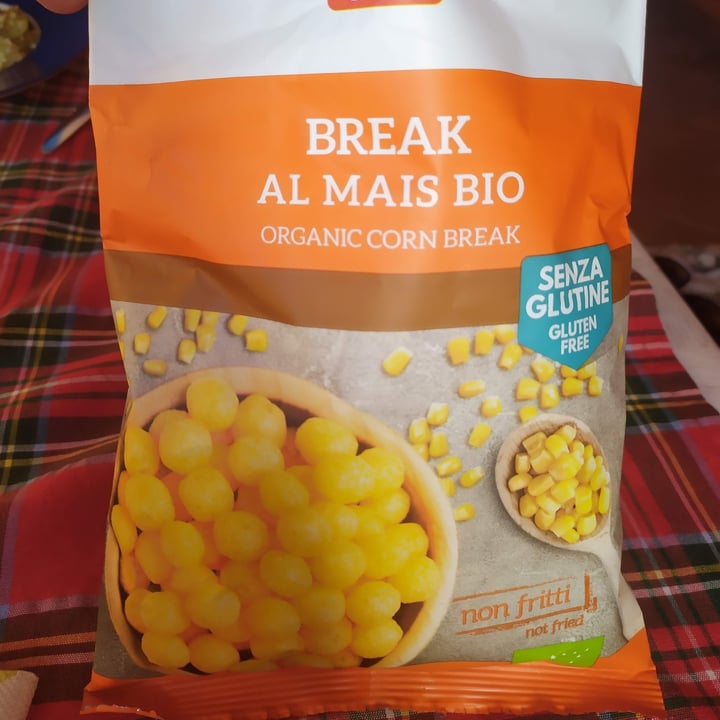 BREAK
AL MAIS BIO
ORGANIC CORN BREAK
SENZA
GLUTINE
GLUTEN
FREE
non fritti
not fried